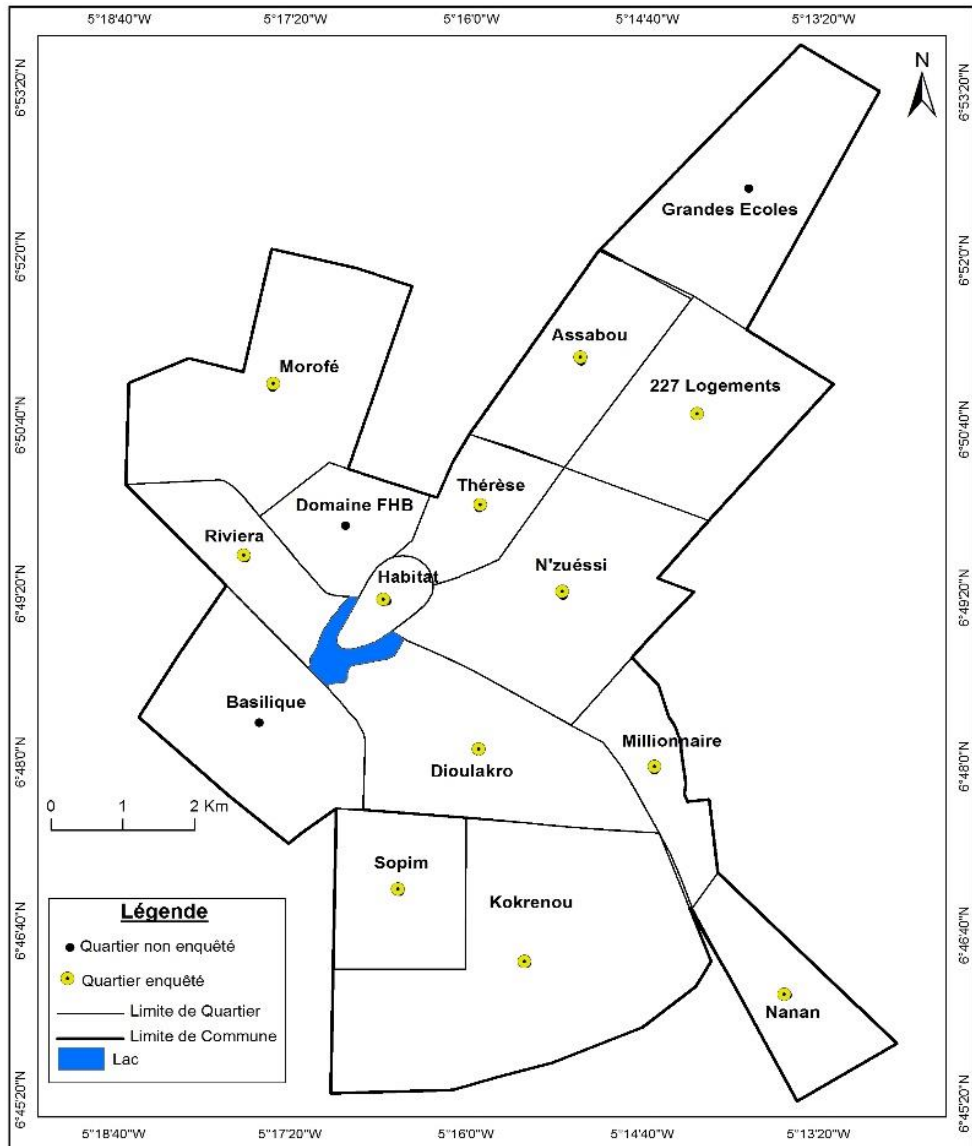 5°18'40"W 5°17'20"W 5°16'0"W 5°14'40"W 5°13'20"W
6°53'20"N
6°52'0"N
6°50'40"N
6°49'20"N
6°48'0"N
6°46'40"N
6°45'20"N
N
Grandes Ecoles
Assabou
Morofé
227 Logements
Thérèse
Domaine FHB
Riviera
N'zuéssi
Habitat
Basilique
Millionnaire
Dioulakro
0 1 2 Km
Sopim
Kokrenou
Nanan
Légende
Quartier non enquêté
Quartier enquêté
Limite de Quartier
Limite de Commune
Lac
6°53'20"N
6°52'0"N
6°50'40"N
6°49'20"N
6°48'0"N
6°46'40"N
6°45'20"N
5°18'40"W 5°17'20"W 5°16'0"W 5°14'40"W 5°13'20"W